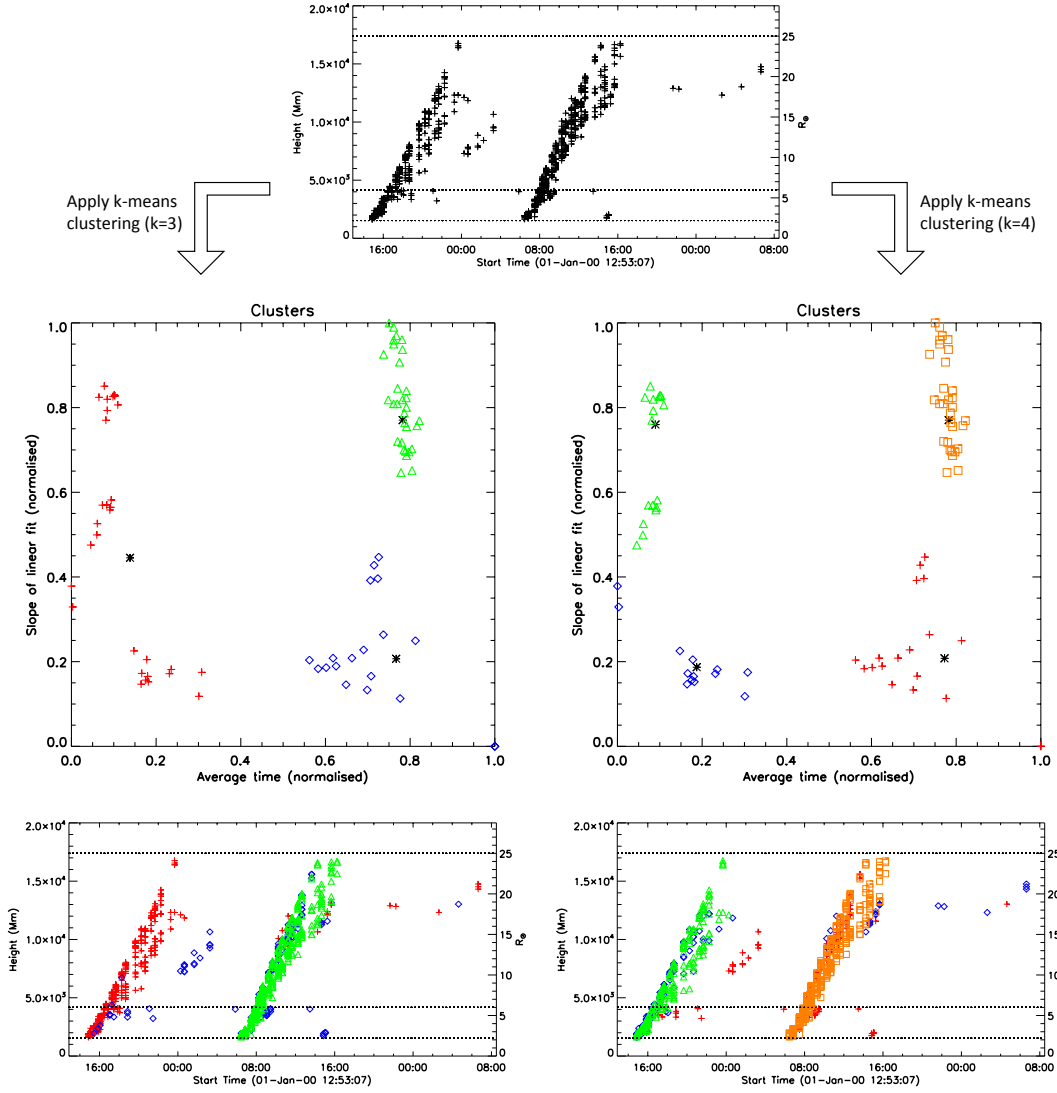 2.0×10⁴
1.5×10⁴
1.0×10⁴
5.0×10³
0
Height (Mm)
25
20
15
10
5
0
R⊙
16:00 00:00 08:00 16:00 00:00 08:00
Start Time (01-Jan-00 12:53:07)
Apply k-means
clustering (k=3)
Apply k-means
clustering (k=4)
Clusters
1.0
0.8
0.6
0.4
0.2
0.0
Slope of linear fit (normalised)
0.0 0.2 0.4 0.6 0.8 1.0
Average time (normalised)
Clusters
1.0
0.8
0.6
0.4
0.2
0.0
Slope of linear fit (normalised)
0.0 0.2 0.4 0.6 0.8 1.0
Average time (normalised)
2.0×10⁴
1.5×10⁴
1.0×10⁴
5.0×10³
0
Height (Mm)
25
20
15
10
5
0
R⊙
16:00 00:00 08:00 16:00 00:00 08:00
Start Time (01-Jan-00 12:53:07)
2.0×10⁴
1.5×10⁴
1.0×10⁴
5.0×10³
0
Height (Mm)
25
20
15
10
5
0
R⊙
16:00 00:00 08:00 16:00 00:00 08:00
Start Time (01-Jan-00 12:53:07)